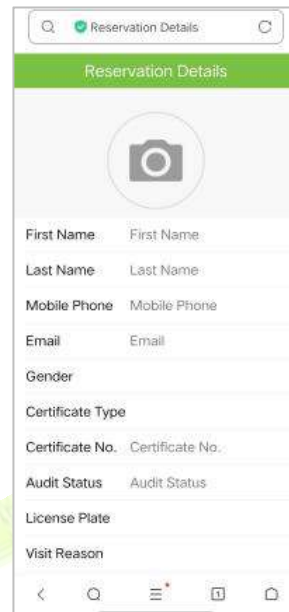 Reservation Details
Reservation Details
First Name First Name
Last Name Last Name
Mobile Phone Mobile Phone
Email Email
Gender
Certificate Type
Certificate No. Certificate No.
Audit Status Audit Status
License Plate
Visit Reason
1